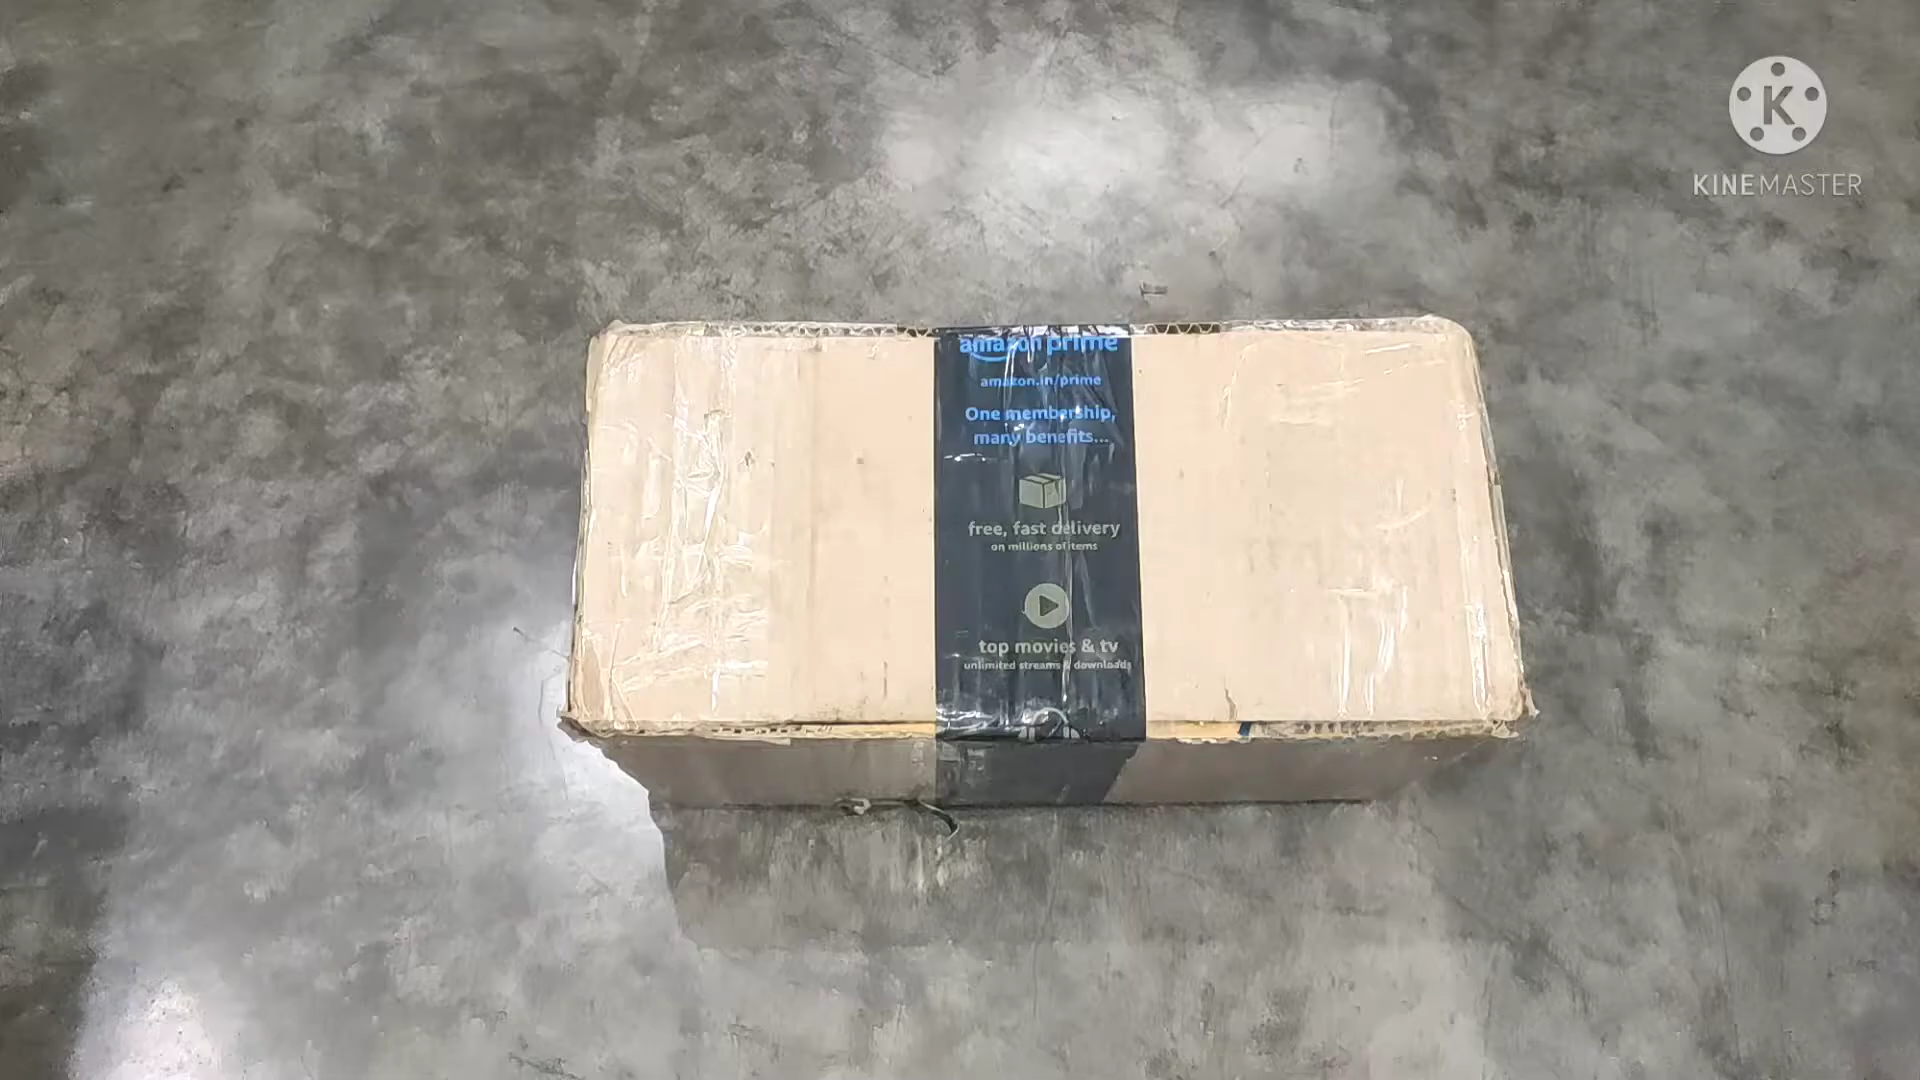 K
KINEMASTER
amazon prime
amazon.in/prime
One membership,
many benefits...
free, fast delivery
on millions of items
top movies & tv
unlimited streams & downloads